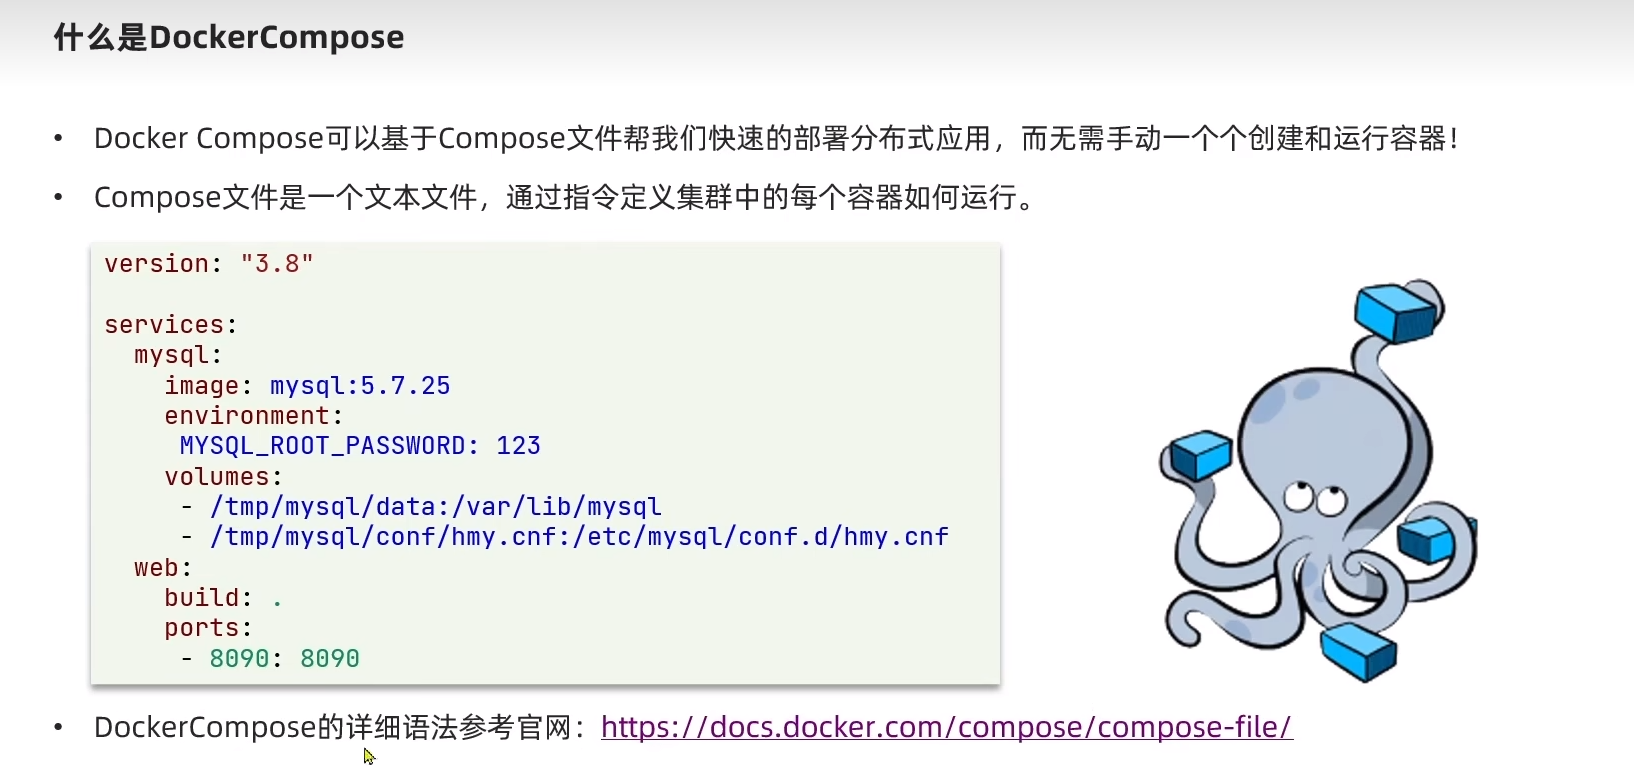 什么是DockerCompose
• Docker Compose可以基于Compose文件帮我们快速的部署分布式应用，而无需手动一个个创建和运行容器！
• Compose文件是一个文本文件，通过指令定义集群中的每个容器如何运行。
version: "3.8"
services:
  mysql:
    image: mysql:5.7.25
    environment:
     MYSQL_ROOT_PASSWORD: 123
    volumes:
     - /tmp/mysql/data:/var/lib/mysql
     - /tmp/mysql/conf/hmy.cnf:/etc/mysql/conf.d/hmy.cnf
  web:
    build: .
    ports:
     - 8090: 8090
• DockerCompose的详细语法参考官网：https://docs.docker.com/compose/compose-file/